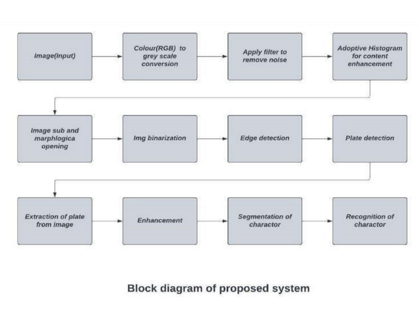 Image(Input)
Colour(RGB) to
grey scale
conversion
Apply filter to
remove noise
Adoptive Histogram
for content
enhancement
Image sub and
marphlogica
opening
Img binarization
Edge detection
Plate detection
Extraction of plate
from image
Enhancement
Segmentation of
charactor
Recognition of
charactor
Block diagram of proposed system